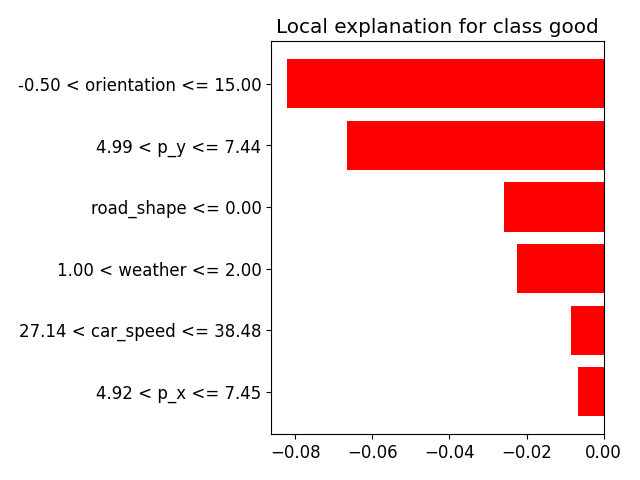 Local explanation for class good
-0.50 < orientation <= 15.00
4.99 < p_y <= 7.44
road_shape <= 0.00
1.00 < weather <= 2.00
27.14 < car_speed <= 38.48
4.92 < p_x <= 7.45
−0.08 −0.06 −0.04 −0.02 0.00